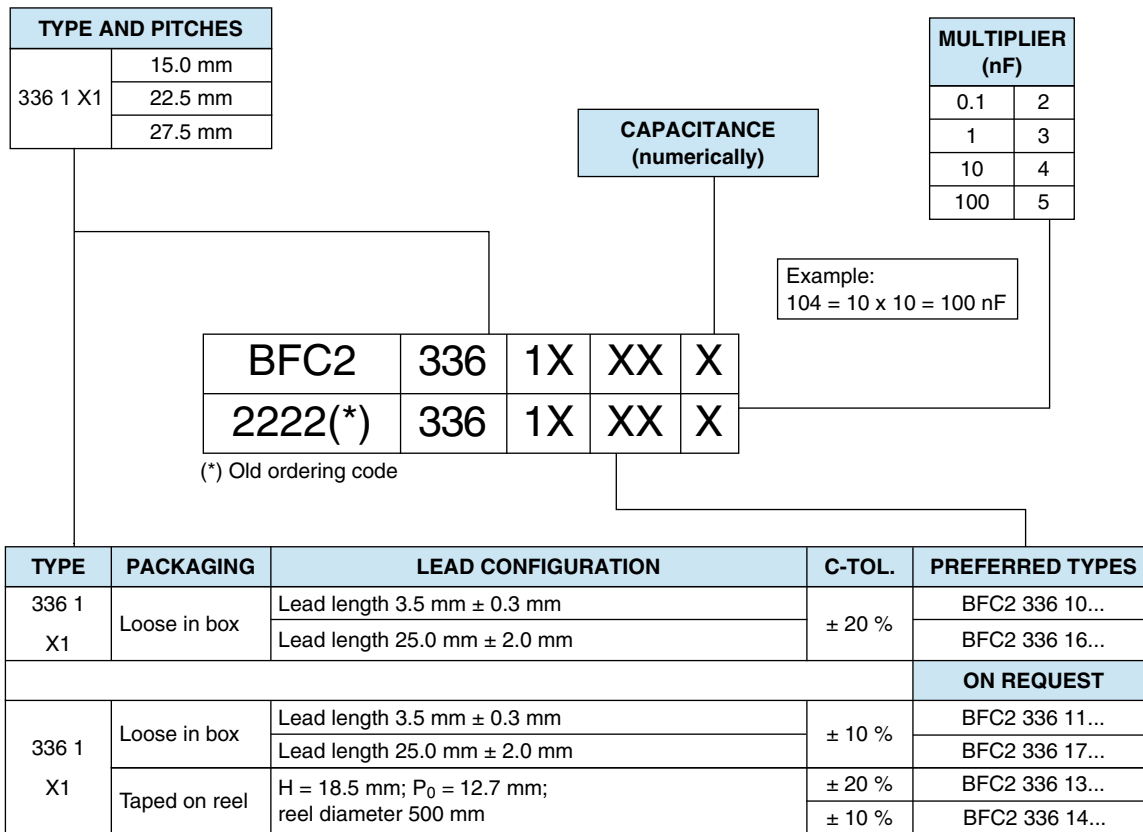 TYPE AND PITCHES
336 1 X1
15.0 mm
22.5 mm
27.5 mm
CAPACITANCE
(numerically)
MULTIPLIER
(nF)
0.1 2
1 3
10 4
100 5
Example:
104 = 10 x 10 = 100 nF
BFC2 336 1X XX X
2222(*) 336 1X XX X
(*) Old ordering code
TYPE PACKAGING LEAD CONFIGURATION C-TOL. PREFERRED TYPES
336 1
X1
Loose in box
Lead length 3.5 mm ± 0.3 mm
Lead length 25.0 mm ± 2.0 mm
± 20 %
BFC2 336 10...
BFC2 336 16...
ON REQUEST
336 1
X1
Loose in box
Lead length 3.5 mm ± 0.3 mm
Lead length 25.0 mm ± 2.0 mm
± 10 %
BFC2 336 11...
BFC2 336 17...
Taped on reel
H = 18.5 mm; P0 = 12.7 mm;
reel diameter 500 mm
± 20 %
BFC2 336 13...
± 10 %
BFC2 336 14...